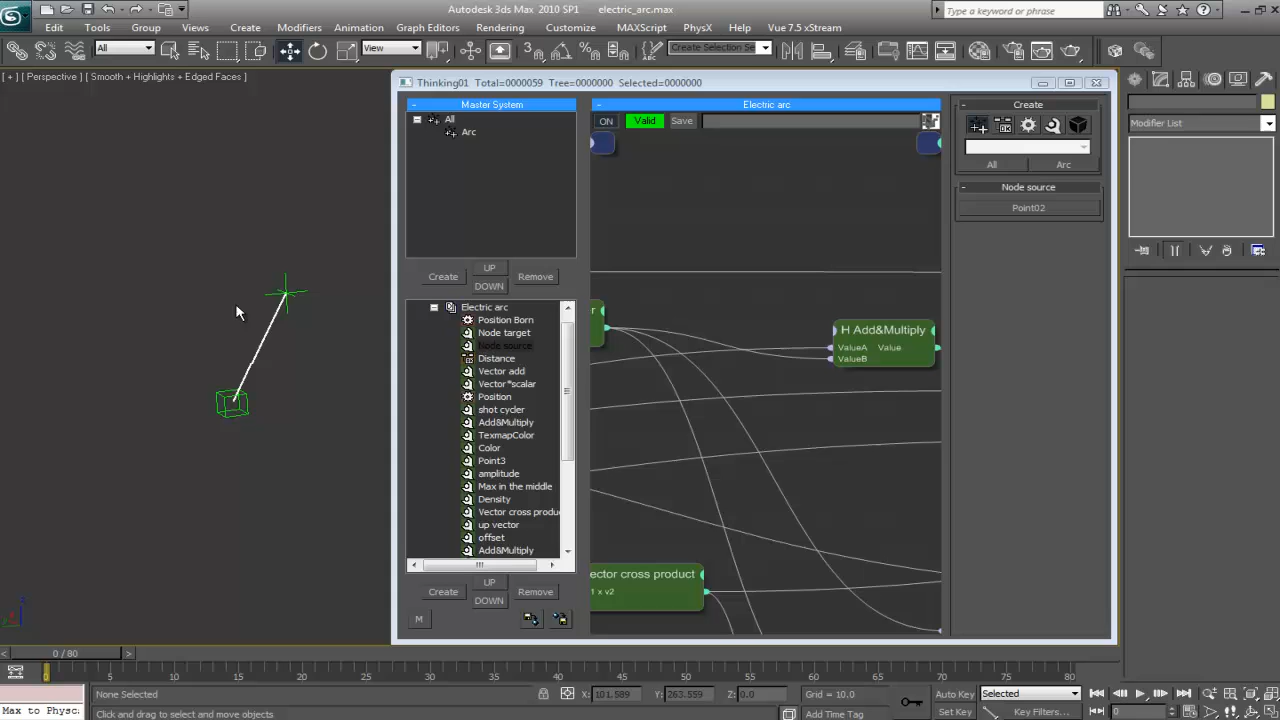 Autodesk 3ds Max 2010 SP1 electric_arc.max
Type a keyword or phrase
Edit Tools Group Views Create Modifiers Animation Graph Editors Rendering Customize MAXScript Help Vue 7.5 xStream PhysX
All
View
Create Selection Se
[ + ] [ Perspective ] [ Smooth + Highlights + Edged Faces ]
Thinking01 Total=0000059 Tree=0000000 Selected=0000000
Master System
All
Arc
Create
UP
DOWN
Remove
Electric arc
Position Born
Node target
Node source
Distance
Vector add
Vector*scalar
Position
shot cycler
Add&Multiply
TexmapColor
Color
Point3
amplitude
Max in the middle
Density
Vector cross produ
up vector
offset
Add&Multiply
Create
UP
DOWN
Remove
M
Electric arc
ON Valid Save
r
H Add&Multiply
ValueA Value
ValueB
ector cross product
1 x v2
Create
All Arc
Node source
Point02
Modifier List
0 / 80
0 5 10 15 20 25 30 35 40 45 50 55 60 65 70 75 80
None Selected
X: 101.589 Y: 263.559 Z: 0.0
Grid = 10.0
Auto Key Selected
Max to Physc
Click and drag to select and move objects
Add Time Tag
Set Key Key Filters...
0